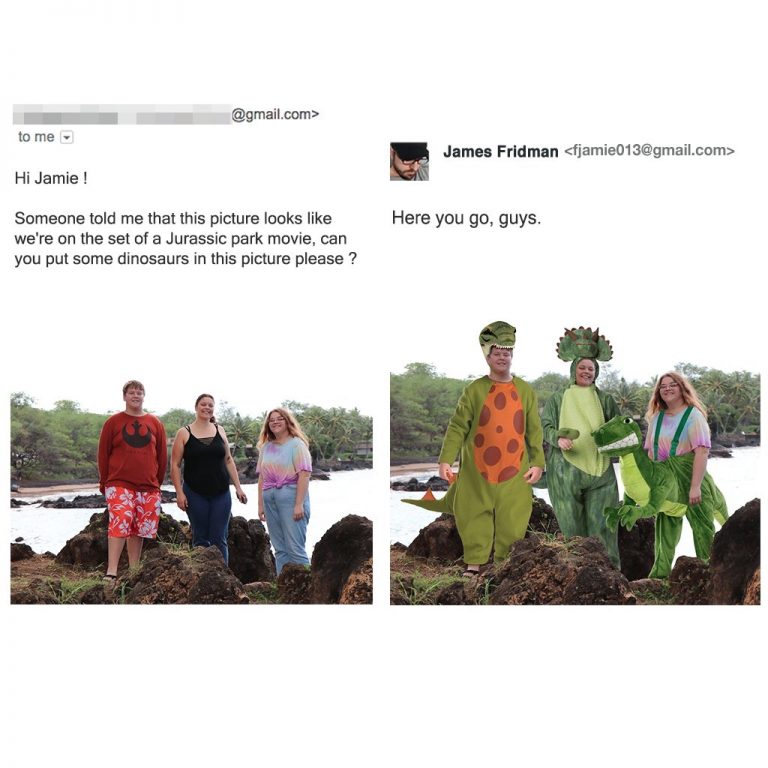 @gmail.com>
to me
Hi Jamie !
Someone told me that this picture looks like
we're on the set of a Jurassic park movie, can
you put some dinosaurs in this picture please ?
James Fridman <fjamie013@gmail.com>
Here you go, guys.